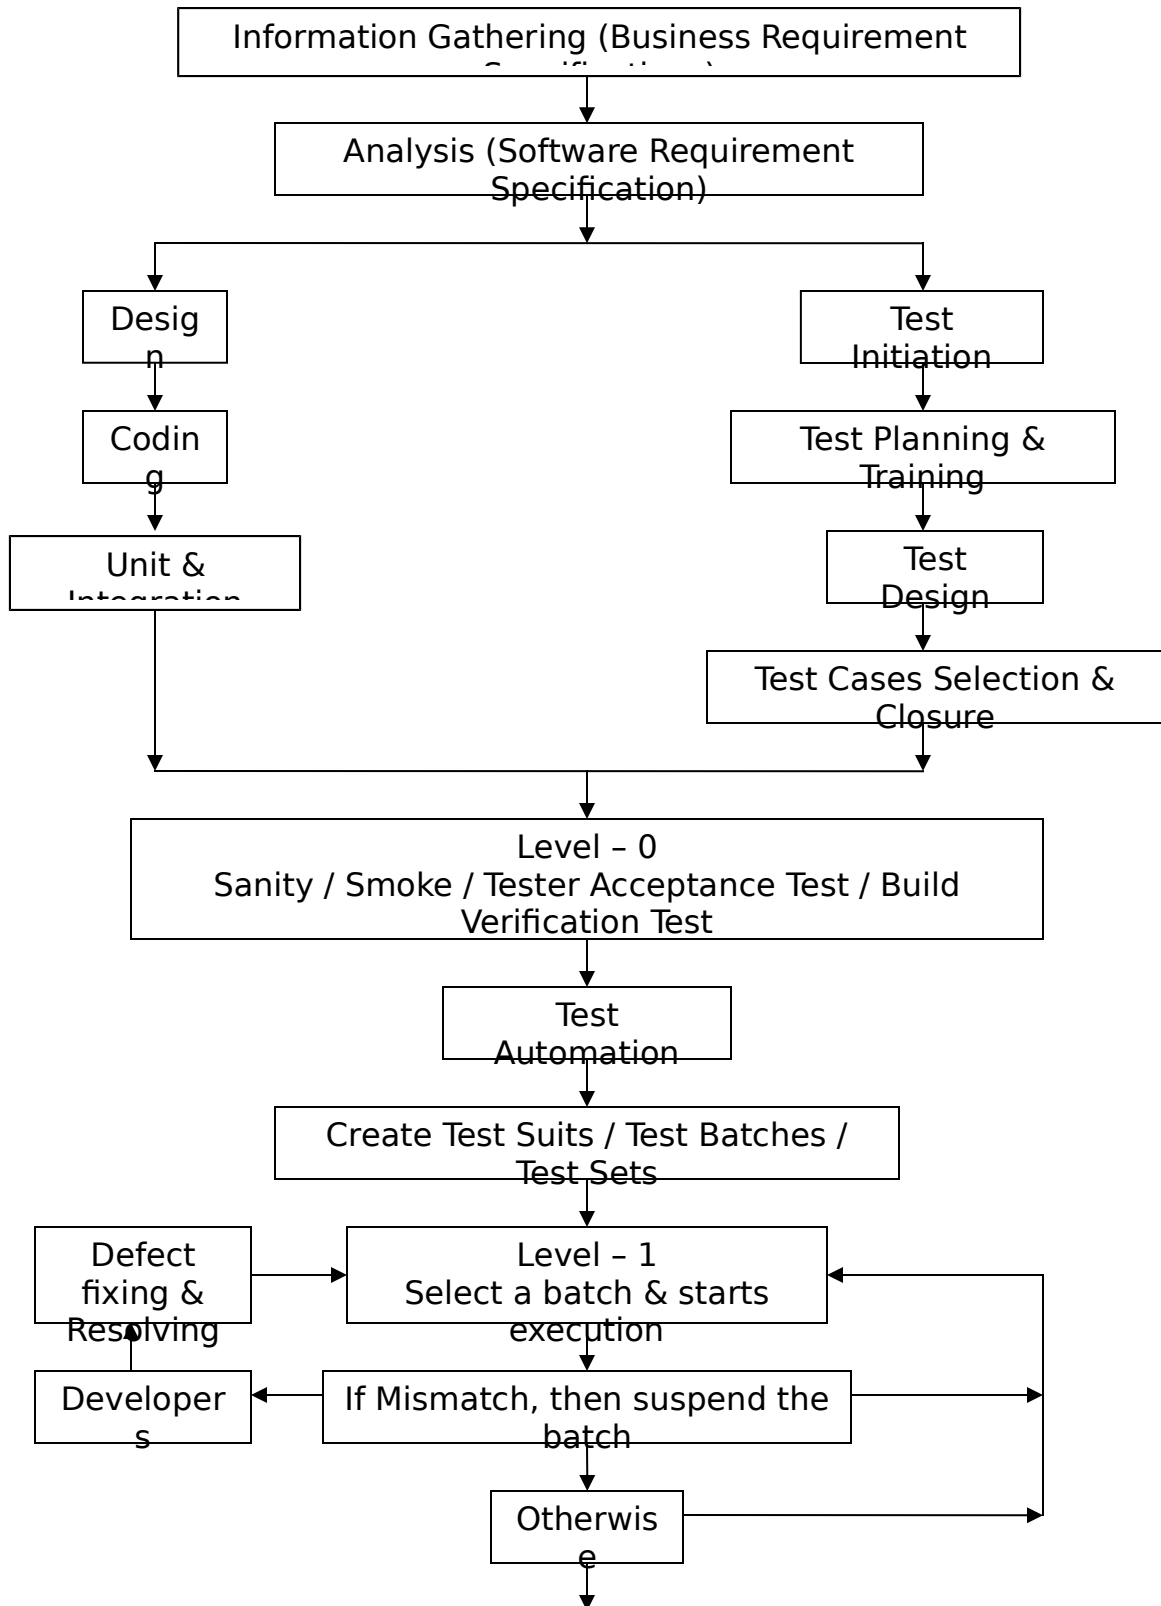 Information Gathering (Business Requirement
Analysis (Software Requirement
Specification)
Desig
n
Test
Initiation
Codin
g
Test Planning &
Training
Unit &
Integration
Test
Design
Test Cases Selection &
Closure
Level – 0
Sanity / Smoke / Tester Acceptance Test / Build
Verification Test
Test
Automation
Create Test Suits / Test Batches /
Test Sets
Defect
fixing &
Resolving
Level – 1
Select a batch & starts
execution
Developer
s
If Mismatch, then suspend the
batch
Otherwis
e